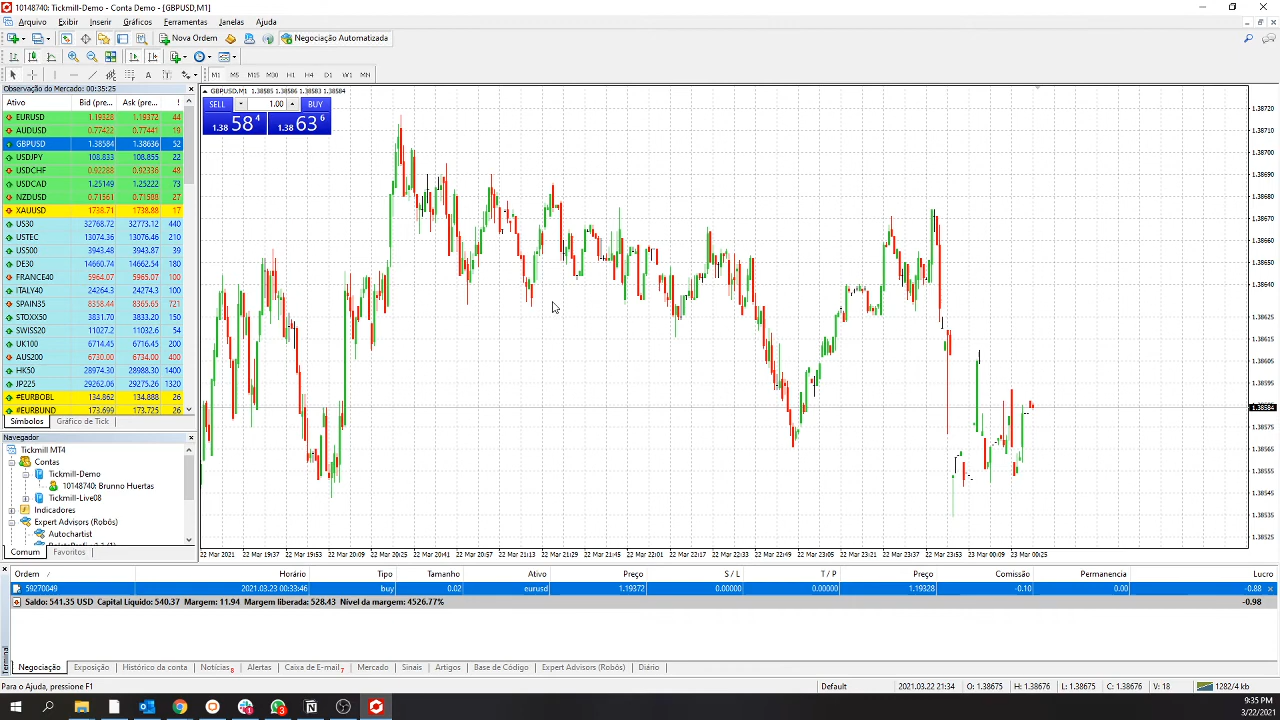 10148740: Tickmill-Demo - Conta Demo - [GBPUSD,M1]
Arquivo Exibir Inserir Gráficos Ferramentas Janelas Ajuda
Nova Ordem Negociação Automatizada
M1 M5 M15 M30 H1 H4 D1 W1 MN
Observação do Mercado: 00:35:25
Ativo Bid (pre... Ask (pre... !
EURUSD 1.19328 1.19372 44
AUDUSD 0.77422 0.77441 19
GBPUSD 1.38584 1.38636 52
USDJPY 108.833 108.855 22
USDCHF 0.92288 0.92336 48
USDCAD 1.25149 1.25222 73
NZDUSD 0.71561 0.71588 27
XAUUSD 1738.71 1738.88 17
US30 32768.72 32773.12 440
USTEC 13074.36 13076.46 210
US500 3943.48 3943.87 39
DE30 14660.74 14662.54 180
FRANCE40 5964.07 5965.07 100
ITALY40 24264.3 24274.3 100
SPAIN35 8358.44 8365.65 721
STOXX50 3831.70 3833.20 150
SWISS20 11027.2 11032.6 54
UK100 6714.45 6716.45 200
AUS200 6730.00 6734.00 400
HK50 28974.30 28988.30 1400
JP225 29262.06 29275.26 1320
#EURBOBL 134.862 134.888 26
#EURBUND 173.699 173.725 26
Símbolos Gráfico de Tick
Navegador
Tickmill MT4
Contas
Tickmill-Demo
10148740: Brunno Huertas
Tickmill-Live08
Indicadores
Expert Advisors (Robôs)
Autochartist
Comum Favoritos
GBPUSD,M1 1.38585 1.38586 1.38583 1.38584
SELL 1.00 BUY
1.38 58 4 1.38 63 6
1.38720
1.38710
1.38700
1.38690
1.38680
1.38670
1.38660
1.38650
1.38640
1.38625
1.38615
1.38605
1.38595
1.38584
1.38575
1.38565
1.38555
1.38545
1.38535
1.38525
22 Mar 2021 22 Mar 19:37 22 Mar 19:53 22 Mar 20:09 22 Mar 20:25 22 Mar 20:41 22 Mar 20:57 22 Mar 21:13 22 Mar 21:29 22 Mar 21:45 22 Mar 22:01 22 Mar 22:17 22 Mar 22:33 22 Mar 22:49 22 Mar 23:05 22 Mar 23:21 22 Mar 23:37 22 Mar 23:53 23 Mar 00:09 23 Mar 00:25
Ordem Horário Tipo Tamanho Ativo Preço S / L T / P Preço Comissão Permanencia Lucro
59270049 2021.03.23 00:33:46 buy 0.02 eurusd 1.19372 0.00000 0.00000 1.19328 -0.10 0.00 -0.88
Saldo: 541.35 USD Capital Líquido: 540.37 Margem: 11.94 Margem liberada: 528.43 Nível da margem: 4526.77% -0.98
Negociação Exposição Histórico da conta Notícias 8 Alertas Caixa de E-mail 7 Mercado Sinais Artigos Base de Código Expert Advisors (Robôs) Diário
Terminal
Para o Ajuda, pressione F1 Default 2021.03.22 21:34 O: 1.38675 H: 1.38676 L: 1.38675 C: 1.38676 V: 18 1282/4 kb
9:35 PM
3/22/2021